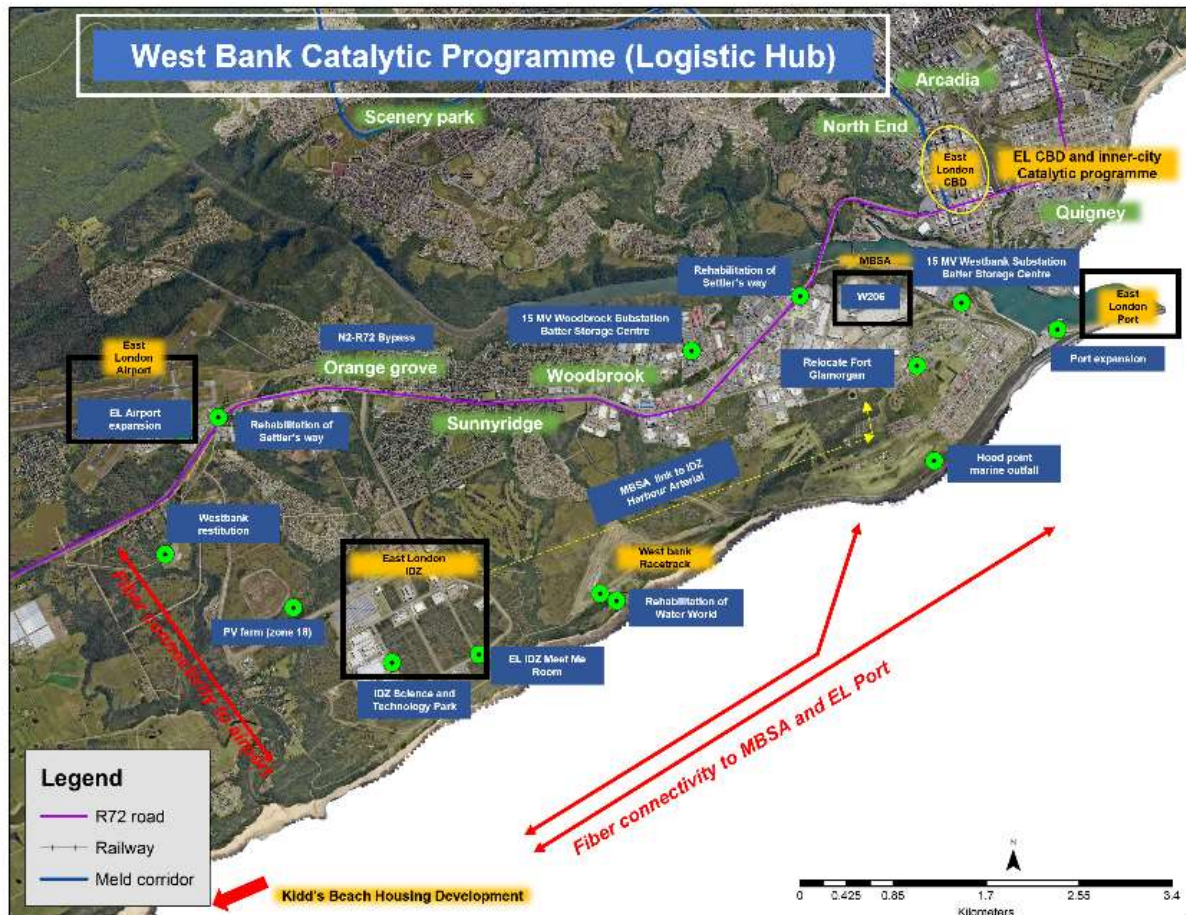 West Bank Catalytic Programme (Logistic Hub)
Arcadia
Scenery park
North End
East
London
CBD
EL CBD and inner-city
Catalytic programme
Quigney
MBSA
15 MV Westbank Substation
Batter Storage Centre
Rehabilitation of
Settler's way
W206
East
London
Port
15 MV Woodbrock Substation
Batter Storage Centre
N2-R72 Bypass
East
London
Airport
Port expansion
Orange grove
Woodbrook
Relocate Fort
Glamorgan
EL Airport
expansion
Rehabilitation of
Settler's way
Sunnyridge
Hood point
marine outfall
MBSA link to IDZ
Harbour Arterial
Westbank
restitution
East London
IDZ
West bank
Racetrack
Fiber connectivity to airport
Rehabilitation of
Water World
PV farm (zone 18)
EL IDZ Meet Me
Room
IDZ Science and
Technology Park
Fiber connectivity to MBSA and EL Port
Legend
R72 road
Railway
Meld corridor
Kidd's Beach Housing Development
N
0 0.425 0.85 1.7 2.55 3.4
Kilometers